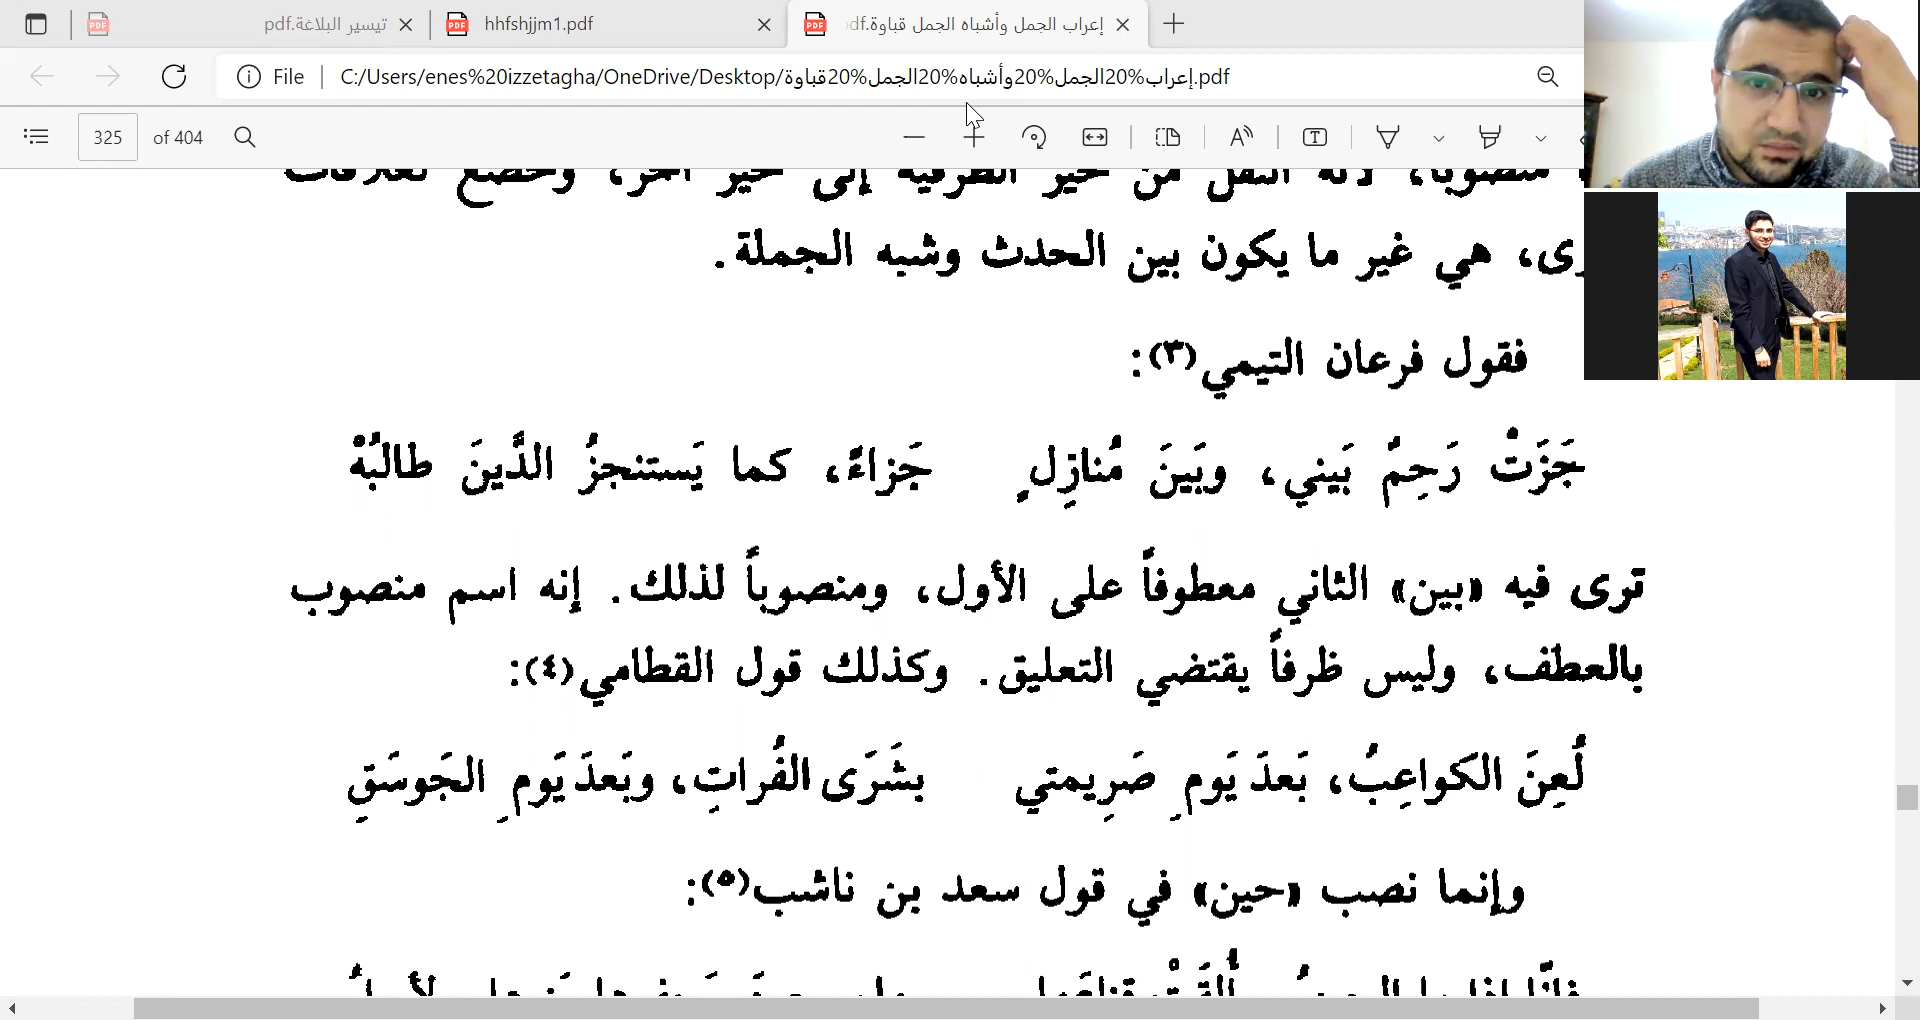 تيسير البلاغة.pdf
hhfshjjm1.pdf
إعراب الجمل وأشباه الجمل قباوة.pdf
File
C:/Users/enes%20izzetagha/OneDrive/Desktop/إعراب%20الجمل%20وأشباه%20الجمل%20قباوة.pdf
325 of 404
هي غير ما يكون بين الحدث وشبه الجملة.
فقول فرعان التيمي(٣):
جَزَتْ رَحِمٌ بَيني، وبَينَ مُنازِلٍ جَزاءً، كما يَستنجزُ الدَّينَ طالبُهْ
ترى فيه «بين» الثاني معطوفاً على الأول، ومنصوباً لذلك. إنه اسم منصوب
بالعطف، وليس ظرفاً يقتضي التعليق. وكذلك قول القطامي(٤):
لُعِنَ الكواعِبُ، بَعدَ يَومِ صَرِيمتي بشَرَى الفُراتِ، وبَعدَ يَومِ الجَوسَقِ
وإنما نصب «حين» في قول سعد بن ناشب(٥):